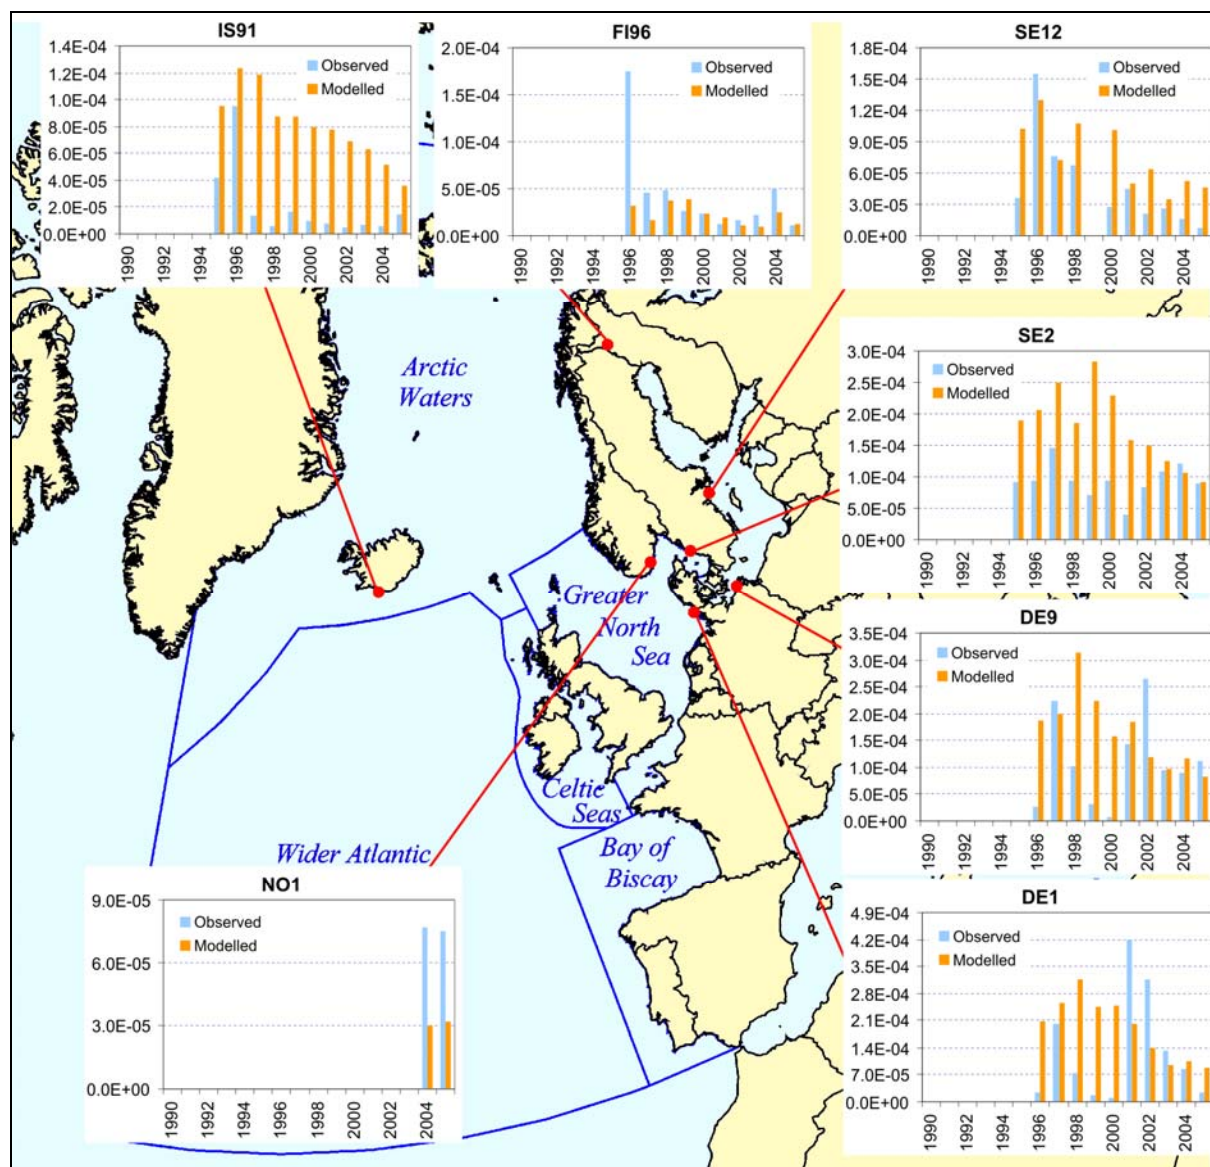 IS91
1.4E-04
1.2E-04
1.0E-04
8.0E-05
6.0E-05
4.0E-05
2.0E-05
0.0E+00
Observed
Modelled
1990
1992
1994
1996
1998
2000
2002
2004
FI96
2.0E-04
1.5E-04
1.0E-04
5.0E-05
0.0E+00
Observed
Modelled
1990
1992
1994
1996
1998
2000
2002
2004
SE12
1.8E-04
1.5E-04
1.2E-04
9.0E-05
6.0E-05
3.0E-05
0.0E+00
Observed
Modelled
1990
1992
1994
1996
1998
2000
2002
2004
SE2
3.0E-04
2.5E-04
2.0E-04
1.5E-04
1.0E-04
5.0E-05
0.0E+00
Observed
Modelled
1990
1992
1994
1996
1998
2000
2002
2004
Arctic
Waters
Greater
North
Sea
Celtic
Seas
Bay of
Biscay
Wider Atlantic
DE9
3.5E-04
3.0E-04
2.5E-04
2.0E-04
1.5E-04
1.0E-04
5.0E-05
0.0E+00
Observed
Modelled
1990
1992
1994
1996
1998
2000
2002
2004
NO1
9.0E-05
6.0E-05
3.0E-05
0.0E+00
Observed
Modelled
1990
1992
1994
1996
1998
2000
2002
2004
DE1
4.9E-04
4.2E-04
3.5E-04
2.8E-04
2.1E-04
1.4E-04
7.0E-05
0.0E+00
Observed
Modelled
1990
1992
1994
1996
1998
2000
2002
2004